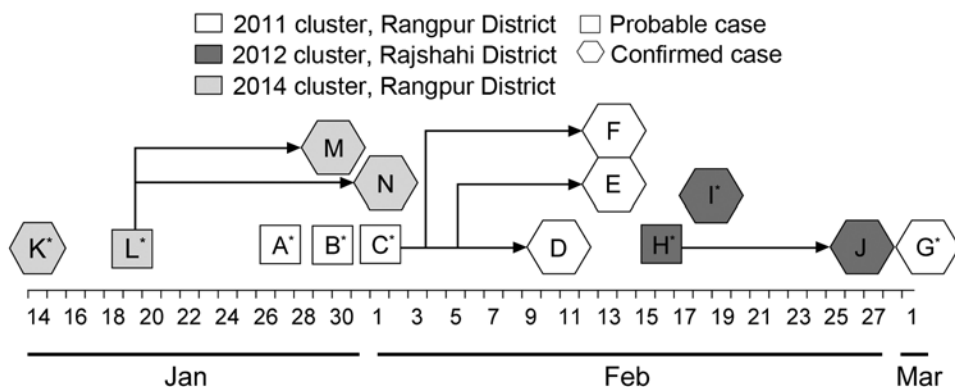 2011 cluster, Rangpur District Probable case
2012 cluster, Rajshahi District Confirmed case
2014 cluster, Rangpur District
F
M
N E I*
K* L* A* B* C* D H* J G*
14 16 18 20 22 24 26 28 30 1 3 5 7 9 11 13 15 17 19 21 23 25 27 1
Jan Feb Mar